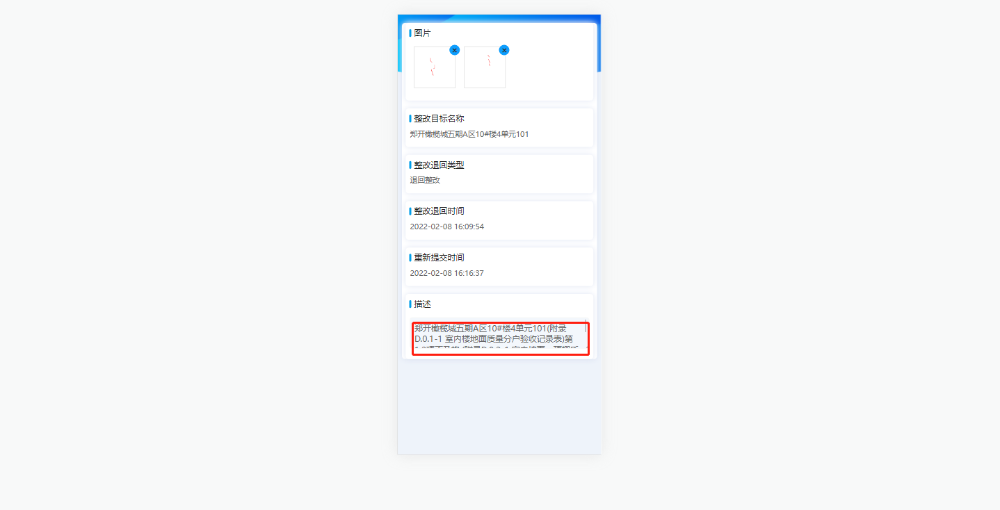 图片
整改目标名称
郑开橄榄城五期A区10#楼4单元101
整改退回类型
退回整改
整改退回时间
2022-02-08 16:09:54
重新提交时间
2022-02-08 16:16:37
描述
郑开橄榄城五期A区10#楼4单元101(附录
D.0.1-1 室内楼地面质量分户验收记录表)第